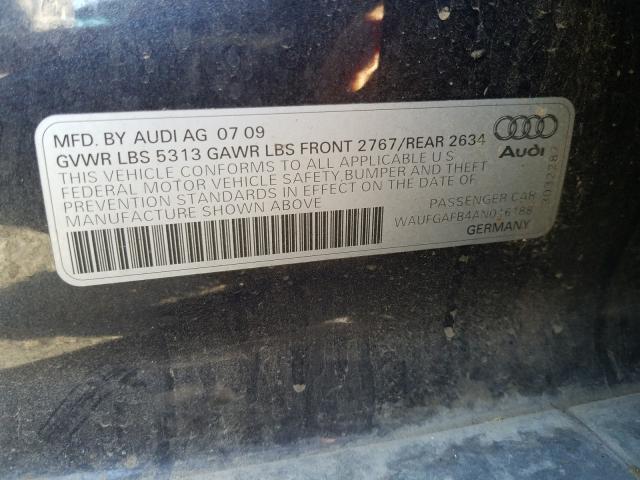 MFD. BY AUDI AG 07 09
GVWR LBS 5313 GAWR LBS FRONT 2767/REAR 2634
THIS VEHICLE CONFORMS TO ALL APPLICABLE U S
FEDERAL MOTOR VEHICLE SAFETY, BUMPER AND THEFT
PREVENTION STANDARDS IN EFFECT ON THE DATE OF
MANUFACTURE SHOWN ABOVE
Audi
PASSENGER CAR
WAUFGAFB4AN016188
GERMANY